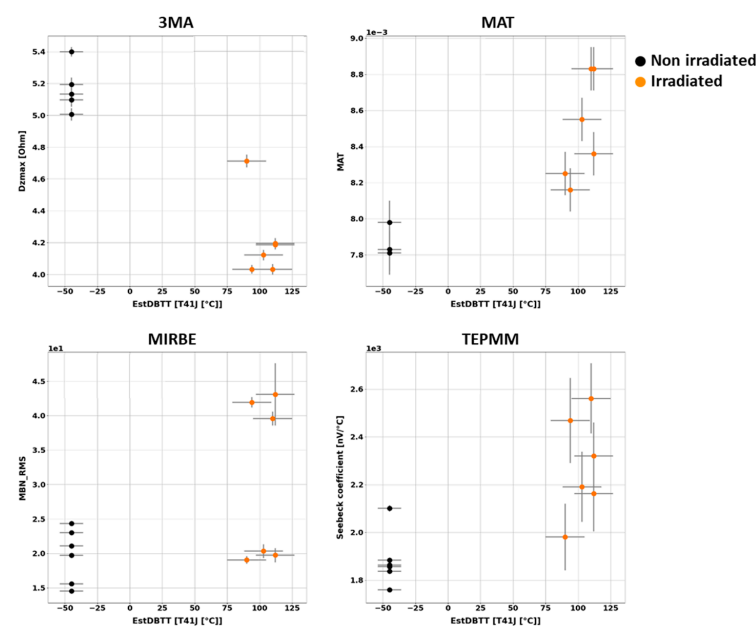 3MA
5.4
5.2
5.0
4.8
4.6
4.4
4.2
4.0
Dzmax [Ohm]
−50 −25 0 25 50 75 100 125
EstDBTT [T41J [°C]]
MAT
1e−3
9.0
8.8
8.6
8.4
8.2
8.0
7.8
MAT
−50 −25 0 25 50 75 100 125
EstDBTT [T41J [°C]]
Non irradiated
Irradiated
MIRBE
1e1
4.5
4.0
3.5
3.0
2.5
2.0
1.5
MBN_RMS
−50 −25 0 25 50 75 100 125
EstDBTT [T41J [°C]]
TEPMM
1e3
2.6
2.4
2.2
2.0
1.8
Seebeck coefficient [nV/°C]
−50 −25 0 25 50 75 100 125
EstDBTT [T41J [°C]]